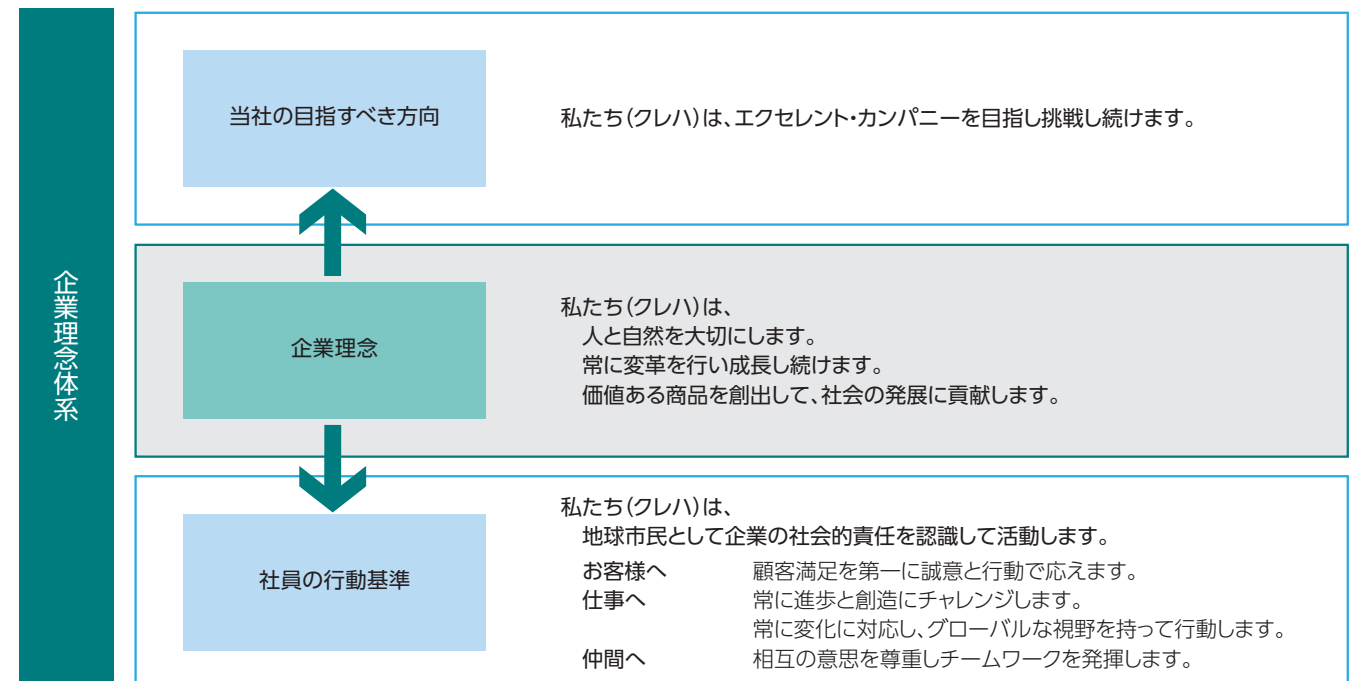 企業理念体系
当社の目指すべき方向
私たち(クレハ)は、エクセレント・カンパニーを目指し挑戦し続けます。
企業理念
私たち(クレハ)は、
人と自然を大切にします。
常に変革を行い成長し続けます。
価値ある商品を創出して、社会の発展に貢献します。
社員の行動基準
私たち(クレハ)は、
地球市民として企業の社会的責任を認識して活動します。
お客様へ 顧客満足を第一に誠意と行動で応えます。
仕事へ 常に進歩と創造にチャレンジします。
常に変化に対応し、グローバルな視野を持って行動します。
仲間へ 相互の意思を尊重しチームワークを発揮します。